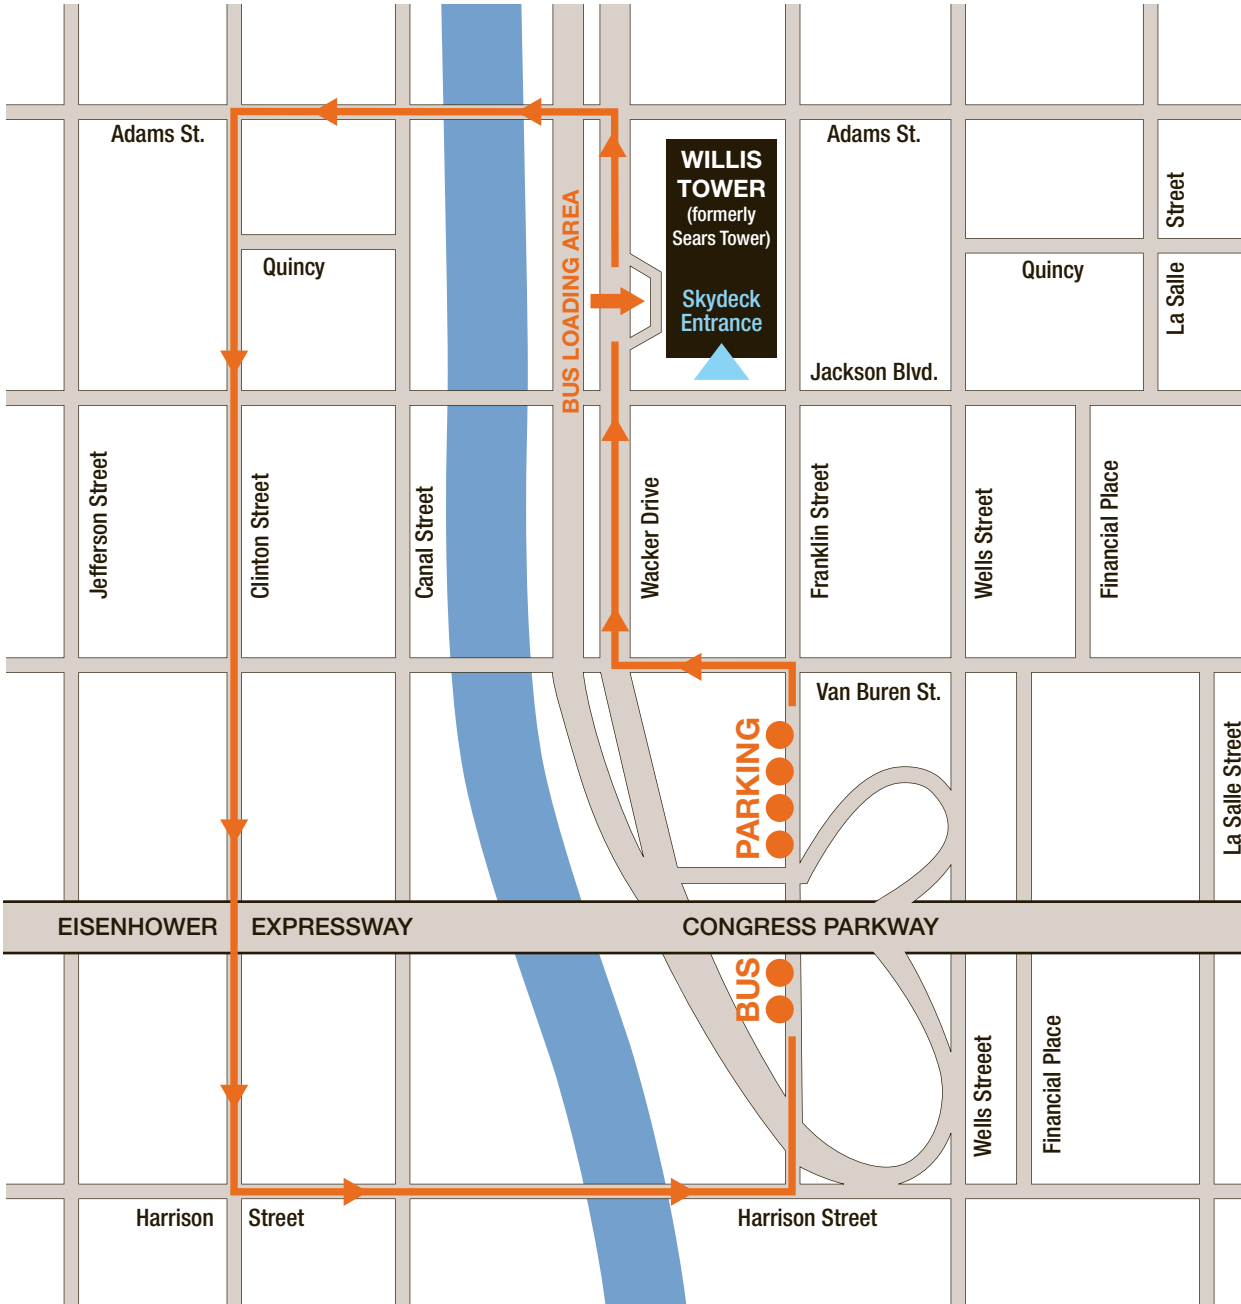 Adams St.
Adams St.
WILLIS
TOWER
(formerly
Sears Tower)
Skydeck
Entrance
BUS LOADING AREA
Quincy
Quincy
Street
La Salle
Jackson Blvd.
Jefferson Street
Clinton Street
Canal Street
Wacker Drive
Franklin Street
Wells Street
Financial Place
Van Buren St.
PARKING
La Salle Street
EISENHOWER
EXPRESSWAY
CONGRESS PARKWAY
BUS
Wells Streeet
Financial Place
Harrison
Street
Harrison Street